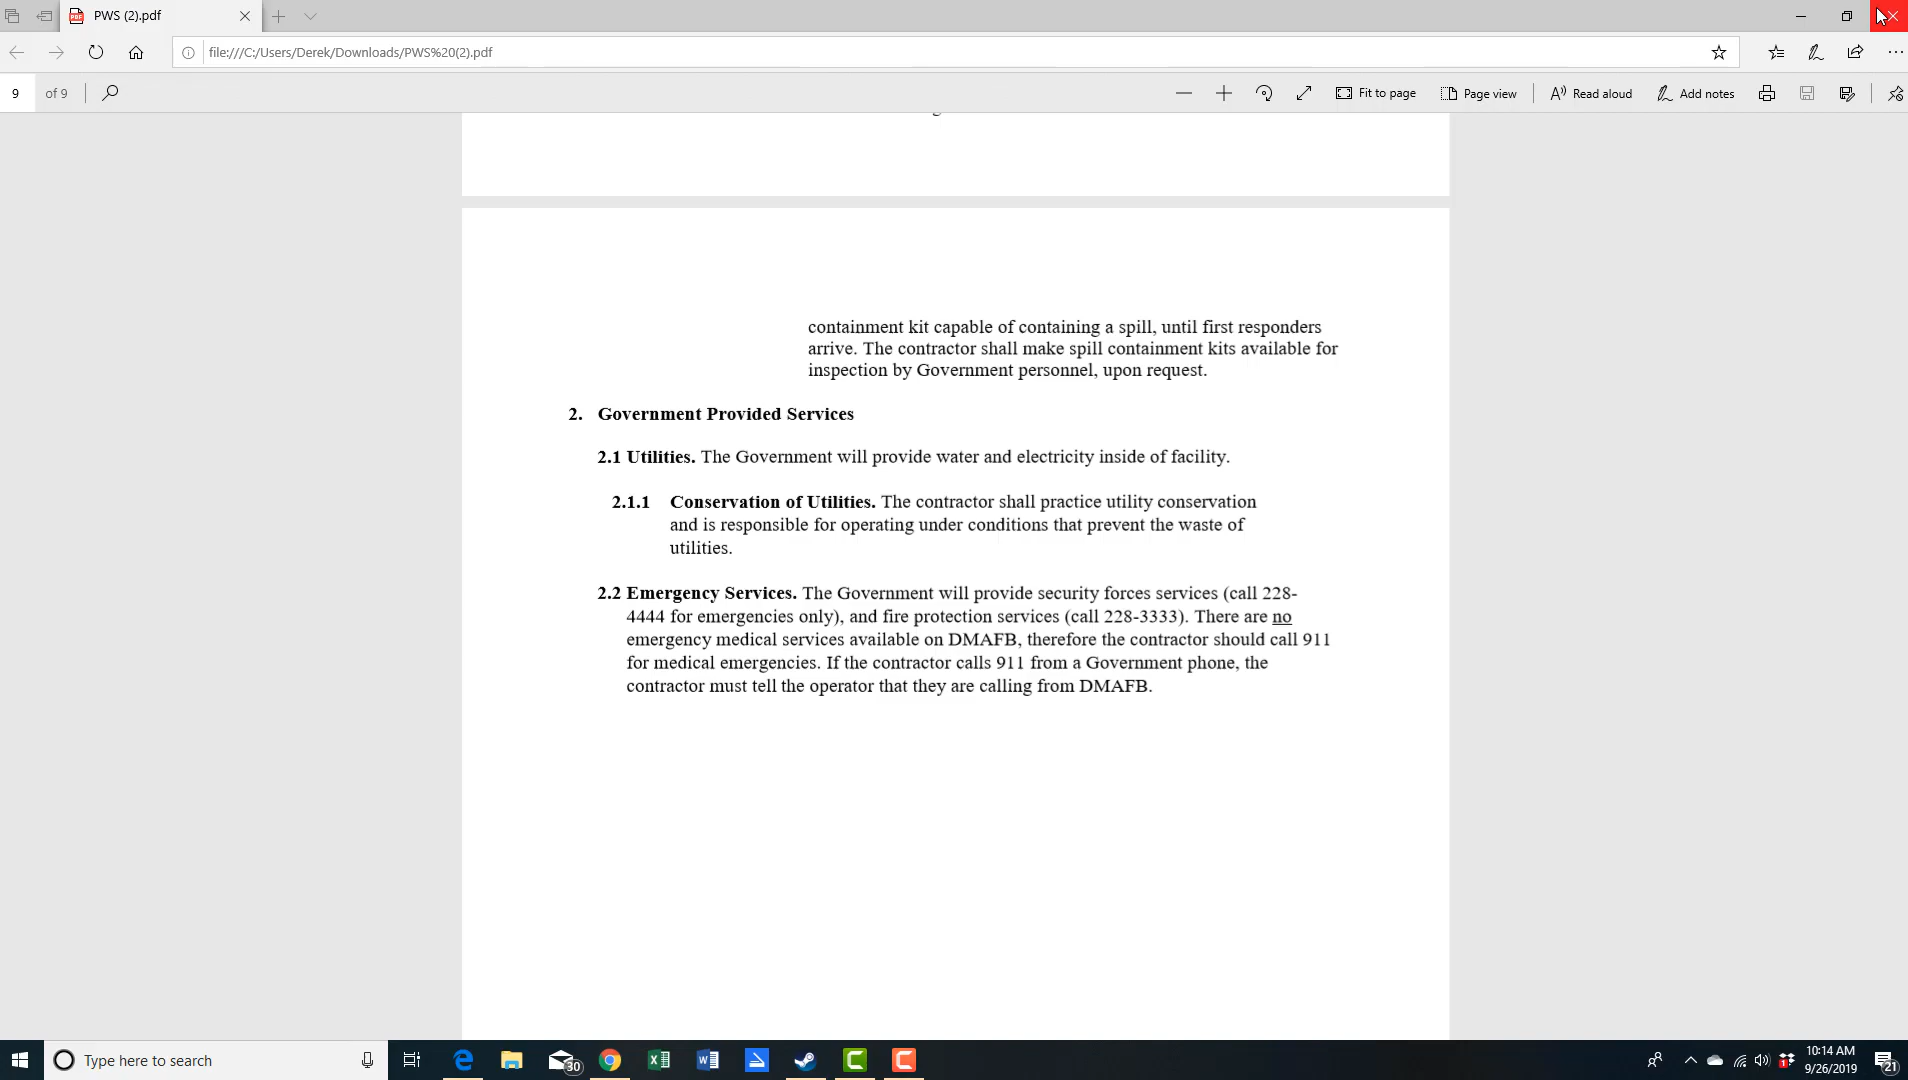 PWS (2).pdf
file:///C:/Users/Derek/Downloads/PWS%20(2).pdf
9 of 9
Fit to page
Page view
Read aloud
Add notes
containment kit capable of containing a spill, until first responders
arrive. The contractor shall make spill containment kits available for
inspection by Government personnel, upon request.
2. Government Provided Services
2.1 Utilities. The Government will provide water and electricity inside of facility.
2.1.1 Conservation of Utilities. The contractor shall practice utility conservation
and is responsible for operating under conditions that prevent the waste of
utilities.
2.2 Emergency Services. The Government will provide security forces services (call 228-
4444 for emergencies only), and fire protection services (call 228-3333). There are no
emergency medical services available on DMAFB, therefore the contractor should call 911
for medical emergencies. If the contractor calls 911 from a Government phone, the
contractor must tell the operator that they are calling from DMAFB.
Type here to search
30
10:14 AM
9/26/2019
21